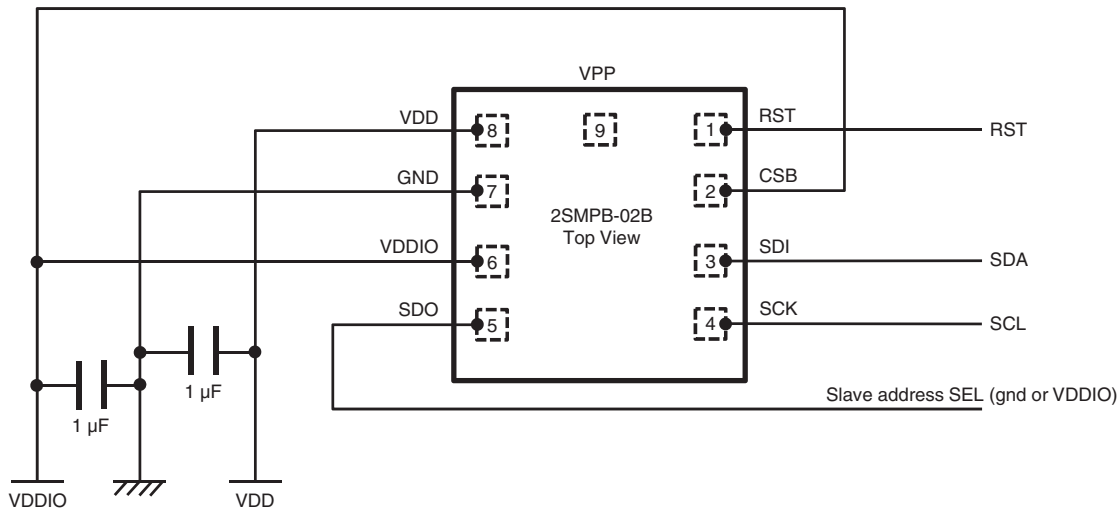 VPP
VDD
8
9
1
RST
RST
GND
7
2
CSB
2SMPB-02B
Top View
VDDIO
6
3
SDI
SDA
SDO
5
4
SCK
SCL
1 µF
1 µF
Slave address SEL (gnd or VDDIO)
VDDIO
VDD